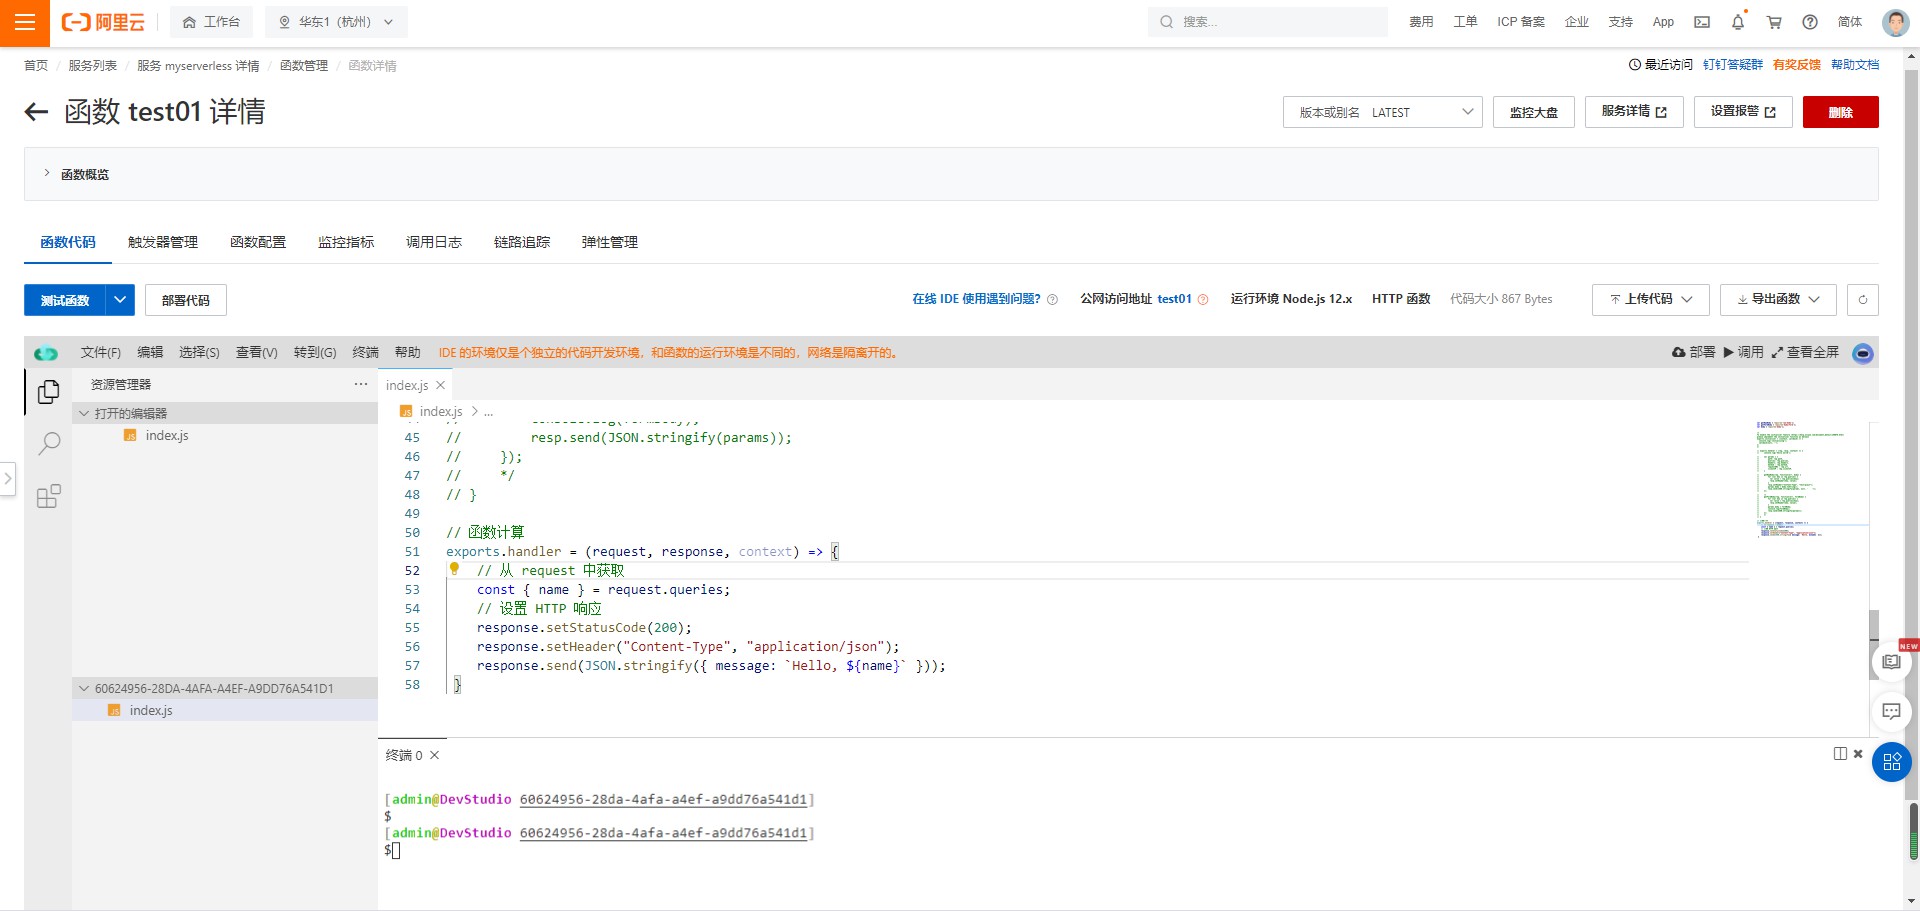 阿里云
工作台
华东1（杭州）
搜索...
费用
工单
ICP 备案
企业
支持
App
简体
首页 / 服务列表 / 服务 myserverless 详情 / 函数管理 / 函数详情
最近访问
钉钉答疑群
有奖反馈
帮助文档
函数 test01 详情
版本或别名 LATEST
监控大盘
服务详情
设置报警
删除
函数概览
函数代码
触发器管理
函数配置
监控指标
调用日志
链路追踪
弹性管理
测试函数
部署代码
在线 IDE 使用遇到问题?
公网访问地址 test01
运行环境 Node.js 12.x
HTTP 函数
代码大小 867 Bytes
上传代码
导出函数
文件(F)
编辑
选择(S)
查看(V)
转到(G)
终端
帮助
IDE 的环境仅是个独立的代码开发环境，和函数的运行环境是不同的，网络是隔离开的。
部署
调用
查看全屏
资源管理器
index.js
打开的编辑器
index.js
JS index.js > ...
45 // resp.send(JSON.stringify(params));
46 // });
47 // */
48 // }
49
50 // 函数计算
51 exports.handler = (request, response, context) => {
52 // 从 request 中获取
53 const { name } = request.queries;
54 // 设置 HTTP 响应
55 response.setStatusCode(200);
56 response.setHeader("Content-Type", "application/json");
57 response.send(JSON.stringify({ message: `Hello, ${name}` }));
58 }
NEW
60624956-28DA-4AFA-A4EF-A9DD76A541D1
index.js
终端 0
[admin@DevStudio 60624956-28da-4afa-a4ef-a9dd76a541d1]
$
[admin@DevStudio 60624956-28da-4afa-a4ef-a9dd76a541d1]
$